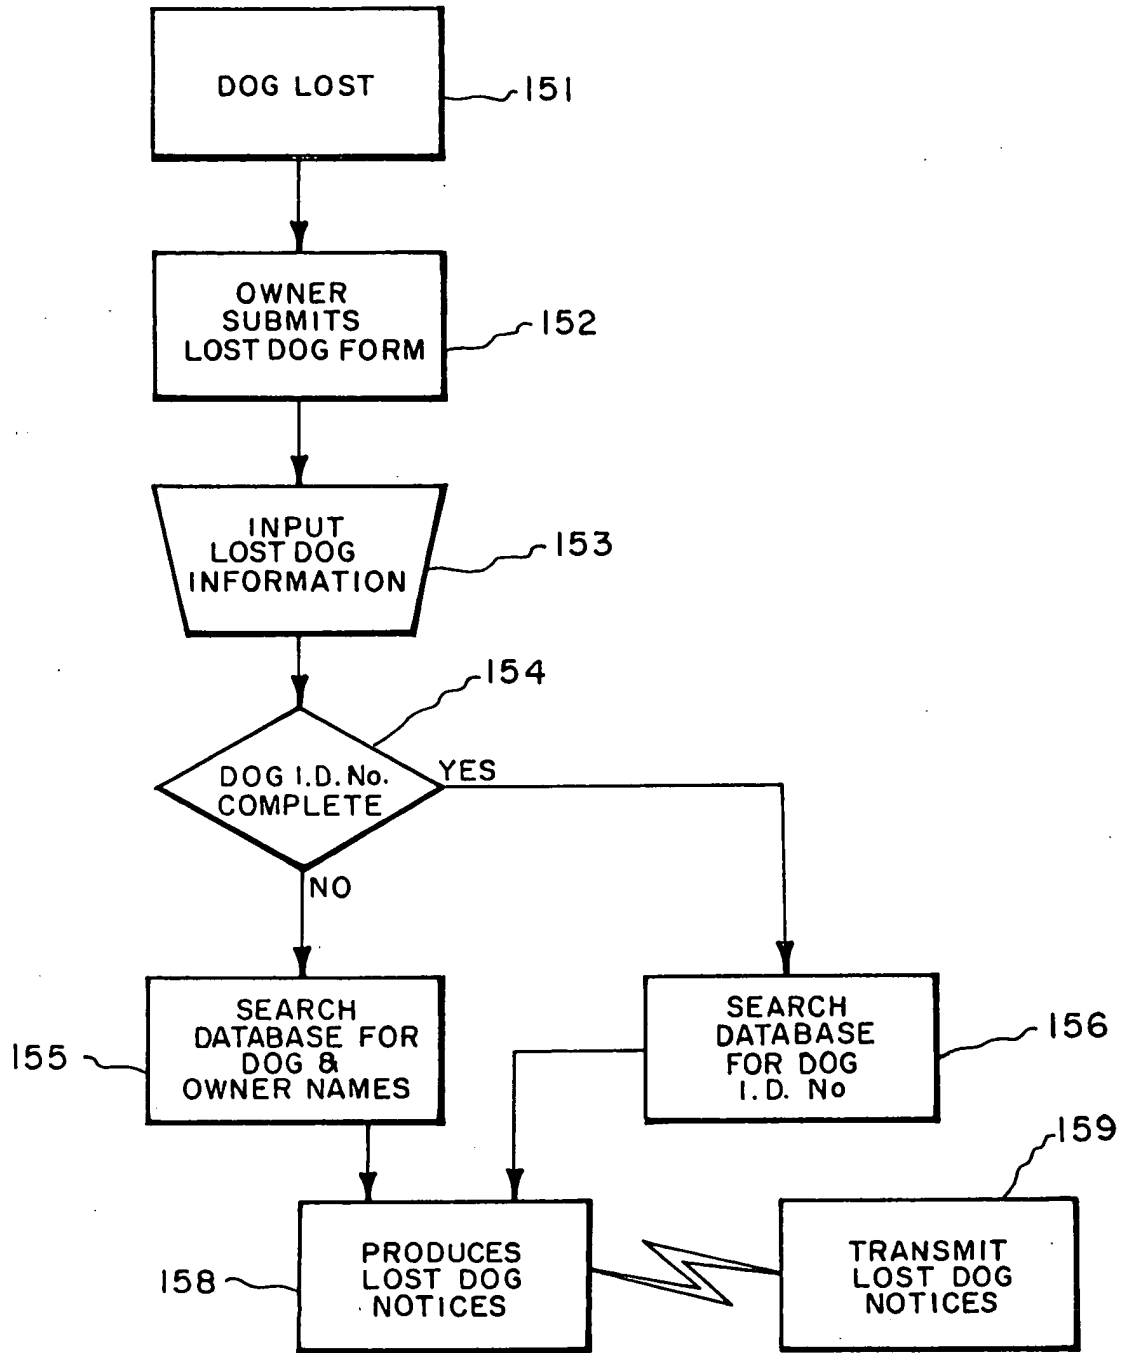 DOG LOST
151
OWNER
SUBMITS
LOST DOG FORM
152
INPUT
LOST DOG
INFORMATION
153
154
DOG I.D. No.
COMPLETE
YES
NO
SEARCH
DATABASE FOR
DOG &
OWNER NAMES
155
SEARCH
DATABASE
FOR DOG
I.D. No
156
159
PRODUCES
LOST DOG
NOTICES
158
TRANSMIT
LOST DOG
NOTICES